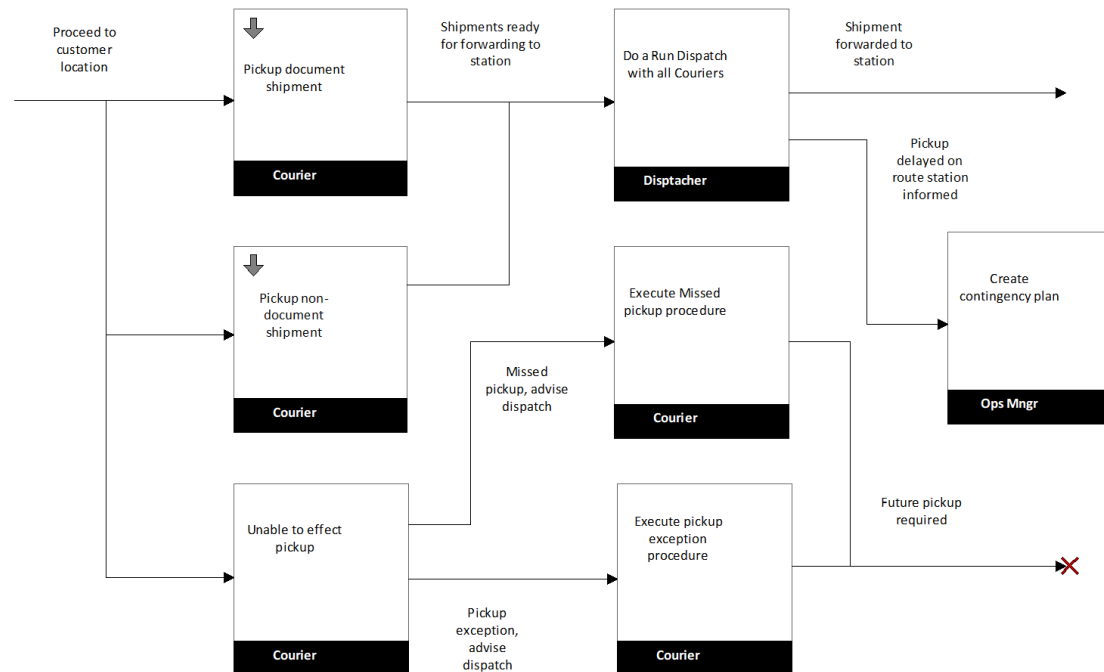 Proceed to
customer
location
Pickup document
shipment
Courier
Shipments ready
for forwarding to
station
Do a Run Dispatch
with all Couriers
Disptacher
Shipment
forwarded to
station
Pickup
delayed on
route station
informed
Pickup non-
document
shipment
Courier
Execute Missed
pickup procedure
Courier
Create
contingency plan
Ops Mngr
Missed
pickup, advise
dispatch
Unable to effect
pickup
Courier
Pickup
exception,
advise
dispatch
Execute pickup
exception
procedure
Courier
Future pickup
required